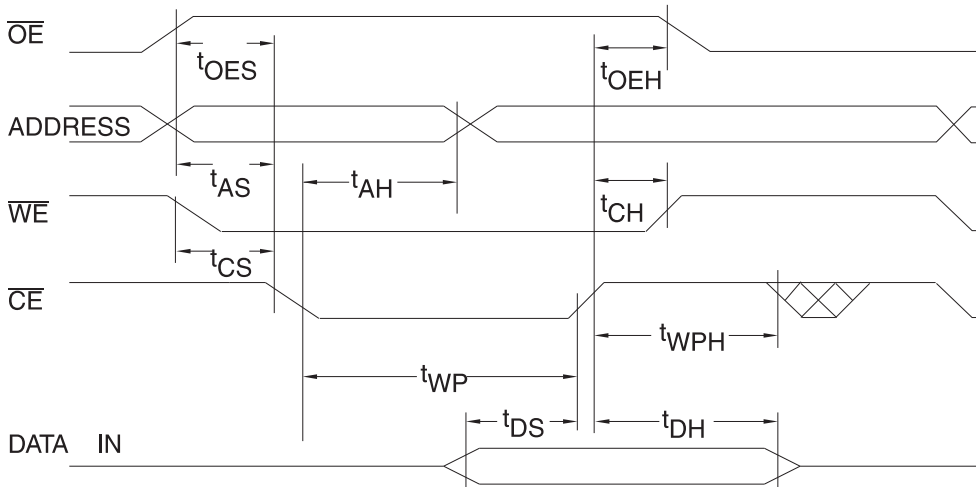 OE
tOES
tOEH
ADDRESS
tAS
tAH
tCH
WE
tCS
CE
tWPH
tWP
tDS
tDH
DATA IN